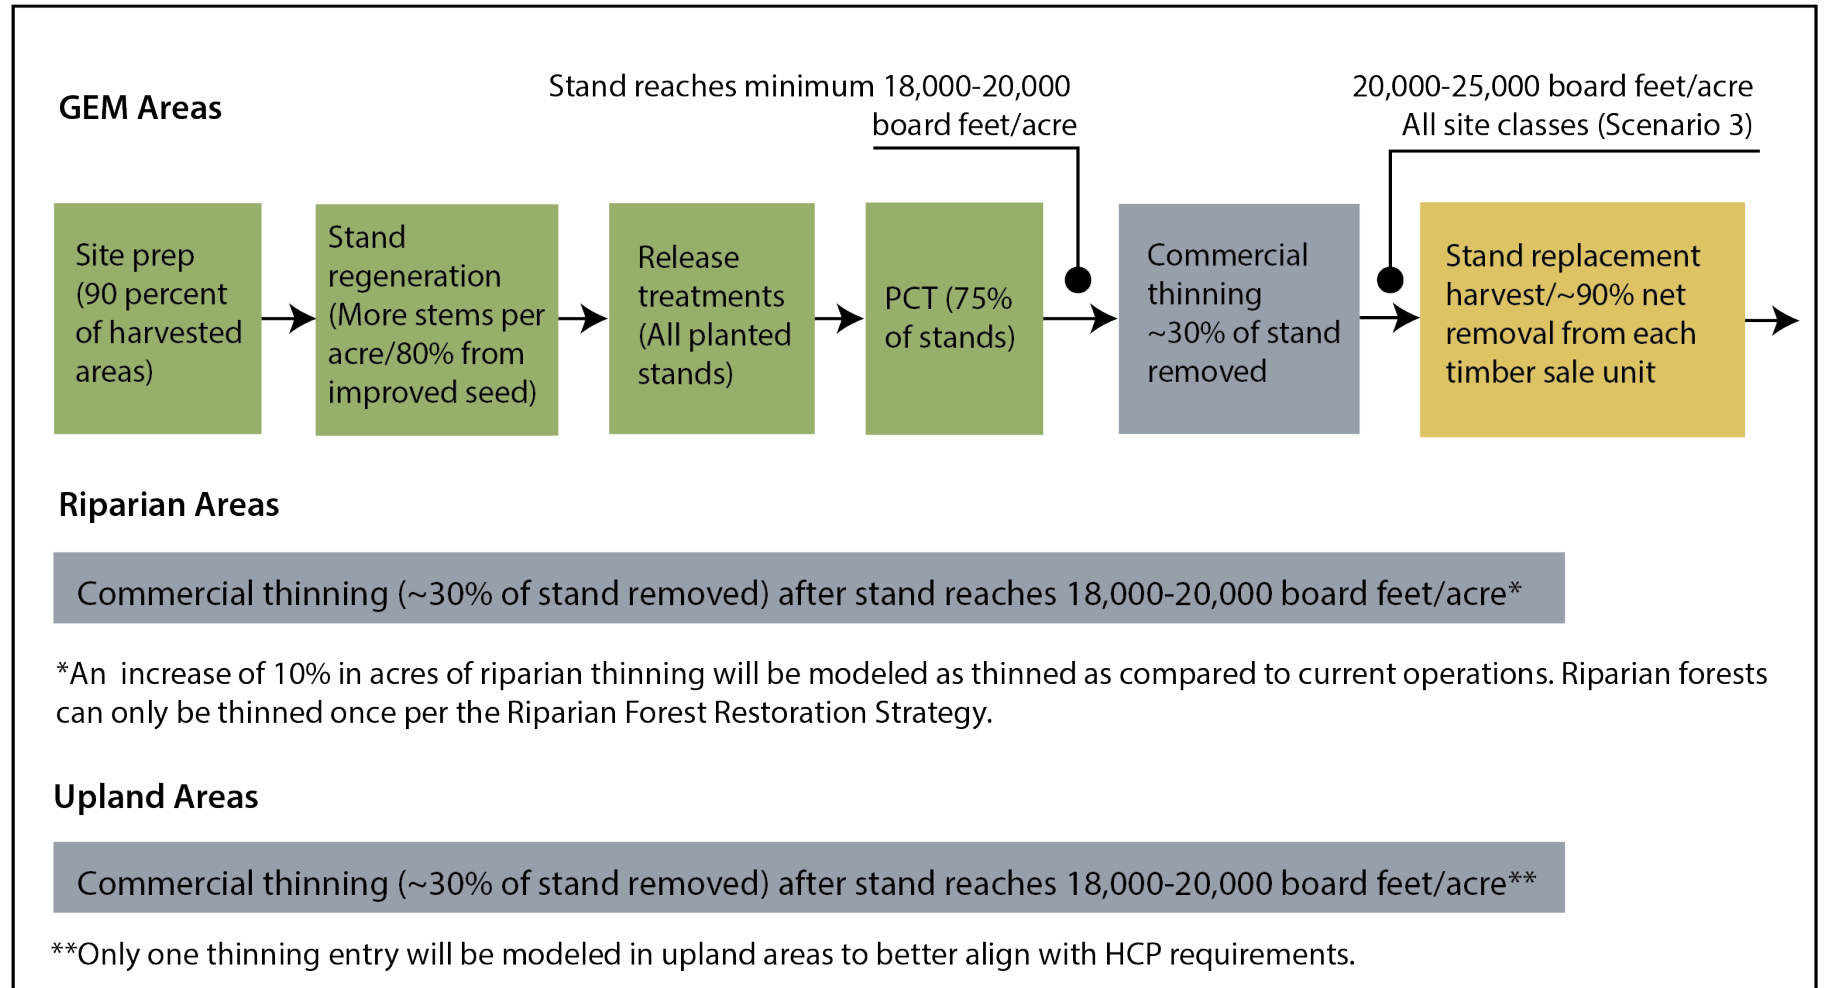 GEM Areas
Stand reaches minimum 18,000-20,000
board feet/acre
20,000-25,000 board feet/acre
All site classes (Scenario 3)
Site prep
(90 percent
of harvested
areas)
Stand
regeneration
(More stems per
acre/80% from
improved seed)
Release
treatments
(All planted
stands)
PCT (75%
of stands)
Commercial
thinning
~30% of stand
removed
Stand replacement
harvest/~90% net
removal from each
timber sale unit
Riparian Areas
Commercial thinning (~30% of stand removed) after stand reaches 18,000-20,000 board feet/acre*
*An increase of 10% in acres of riparian thinning will be modeled as thinned as compared to current operations. Riparian forests
can only be thinned once per the Riparian Forest Restoration Strategy.
Upland Areas
Commercial thinning (~30% of stand removed) after stand reaches 18,000-20,000 board feet/acre**
**Only one thinning entry will be modeled in upland areas to better align with HCP requirements.